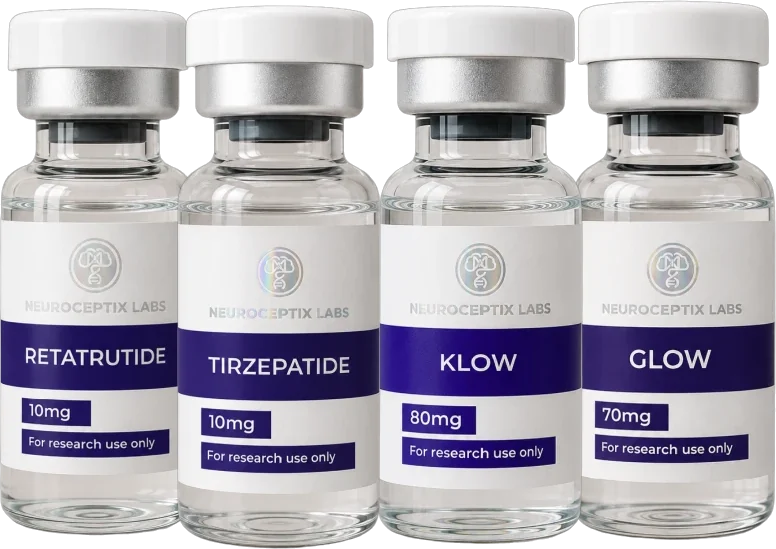 NEUROCEPTIX LABS
RETATRUTIDE
10mg
For research use only
NEUROCEPTIX LABS
TIRZEPATIDE
10mg
For research use only
NEUROCEPTIX LABS
KLOW
80mg
For research use only
NEUROCEPTIX LABS
GLOW
70mg
For research use only